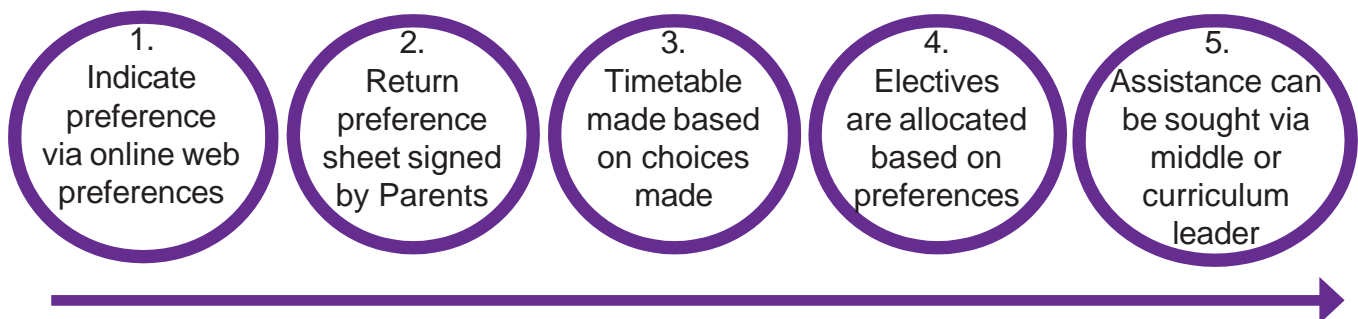 1.
Indicate
preference
via online web
preferences
2.
Return
preference
sheet signed
by Parents
3.
Timetable
made based
on choices
made
4.
Electives
are allocated
based on
preferences
5.
Assistance can
be sought via
middle or
curriculum
leader